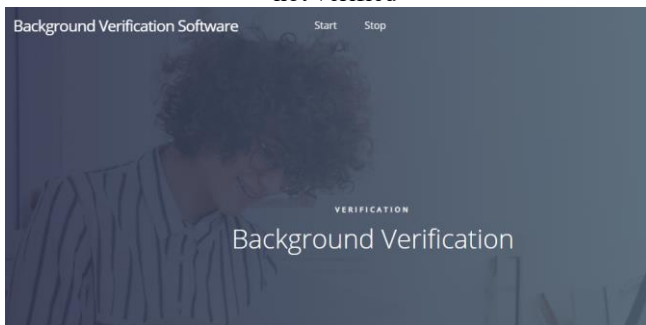 Background Verification Software Start Stop
VERIFICATION
Background Verification